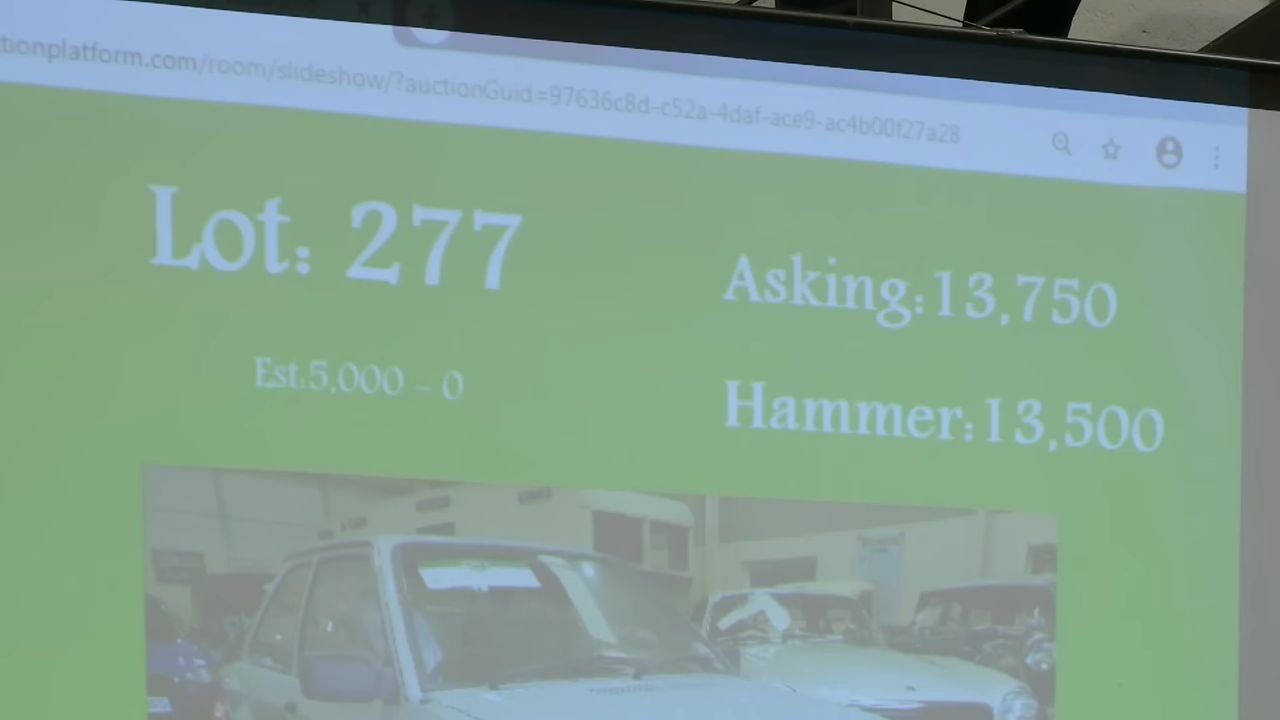 tionplatform.com/room/slideshow/?auctionGuid=97636c8d-c52a-4daf-ace9-ac4b00f27a28
Lot: 277
Asking:13,750
Est:5,000 - 0
Hammer:13,500